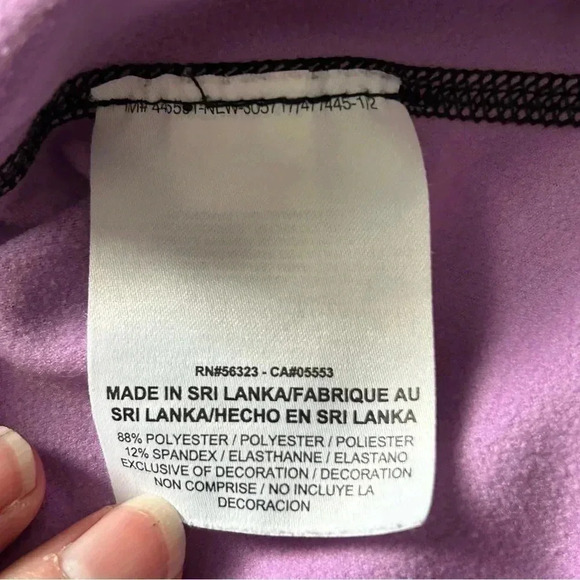 RN#56323 - CA#05553
MADE IN SRI LANKA/FABRIQUE AU
SRI LANKA/HECHO EN SRI LANKA
88% POLYESTER / POLYESTER / POLIESTER
12% SPANDEX / ELASTHANNE / ELASTANO
EXCLUSIVE OF DECORATION / DECORATION
NON COMPRISE / NO INCLUYE LA
DECORACION